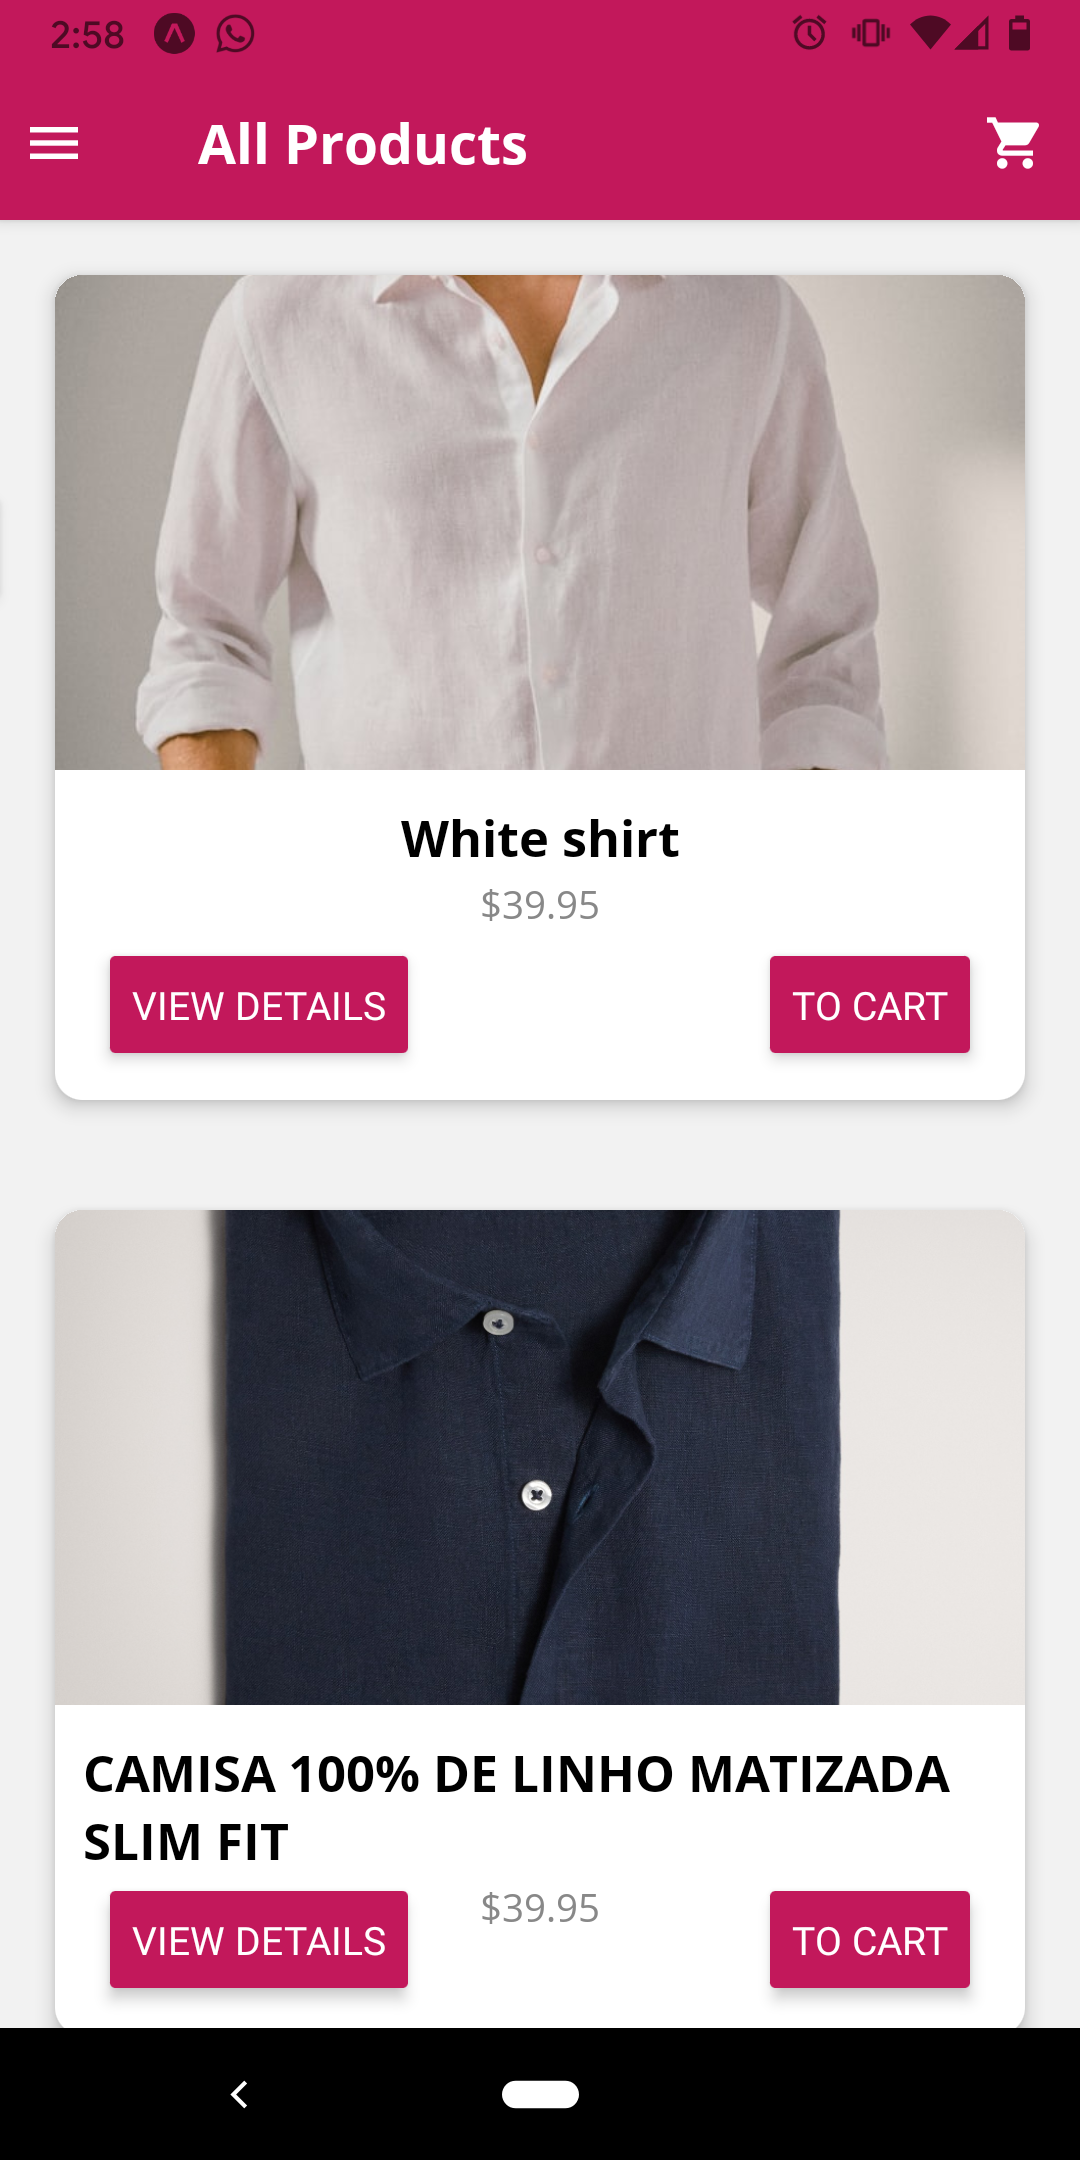 2:58
All Products
White shirt
$39.95
VIEW DETAILS
TO CART
CAMISA 100% DE LINHO MATIZADA
SLIM FIT
$39.95
VIEW DETAILS
TO CART